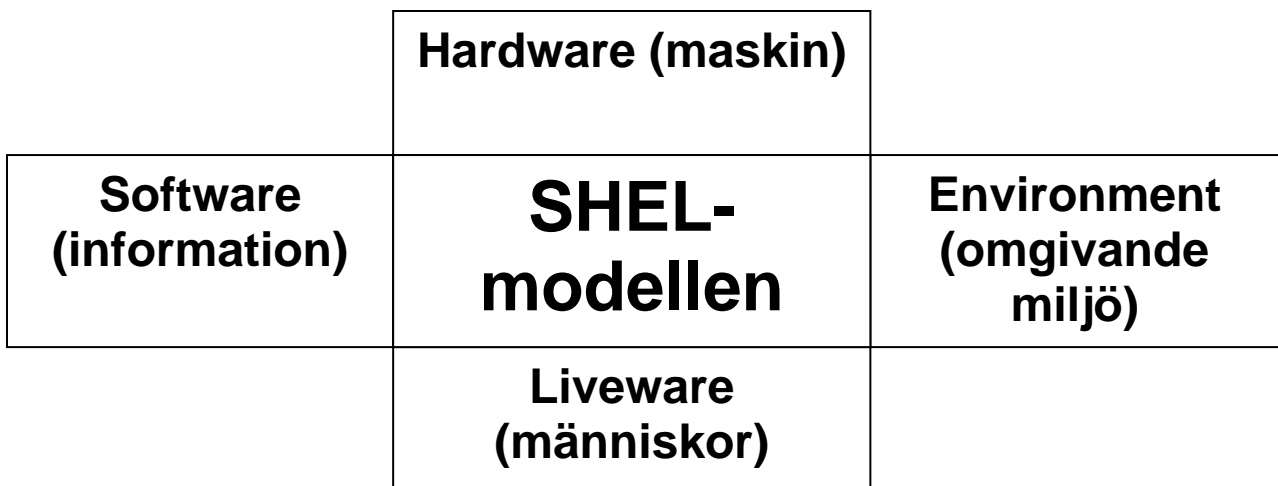 Hardware (maskin)
Software
(information)
SHEL-
modellen
Environment
(omgivande
miljö)
Liveware
(människor)